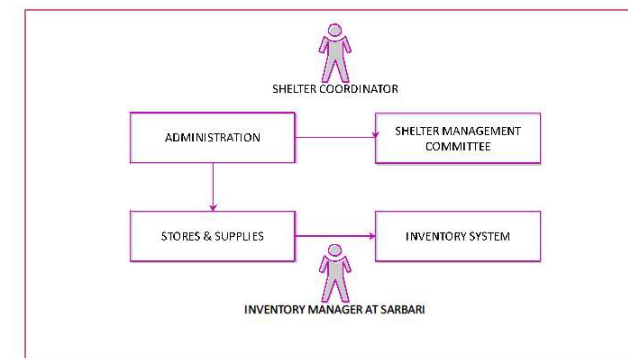 SHELTER COORDINATOR
ADMINISTRATION
SHELTER MANAGEMENT
COMMITTEE
STORES & SUPPLIES
INVENTORY SYSTEM
INVENTORY MANAGER AT SARBARI